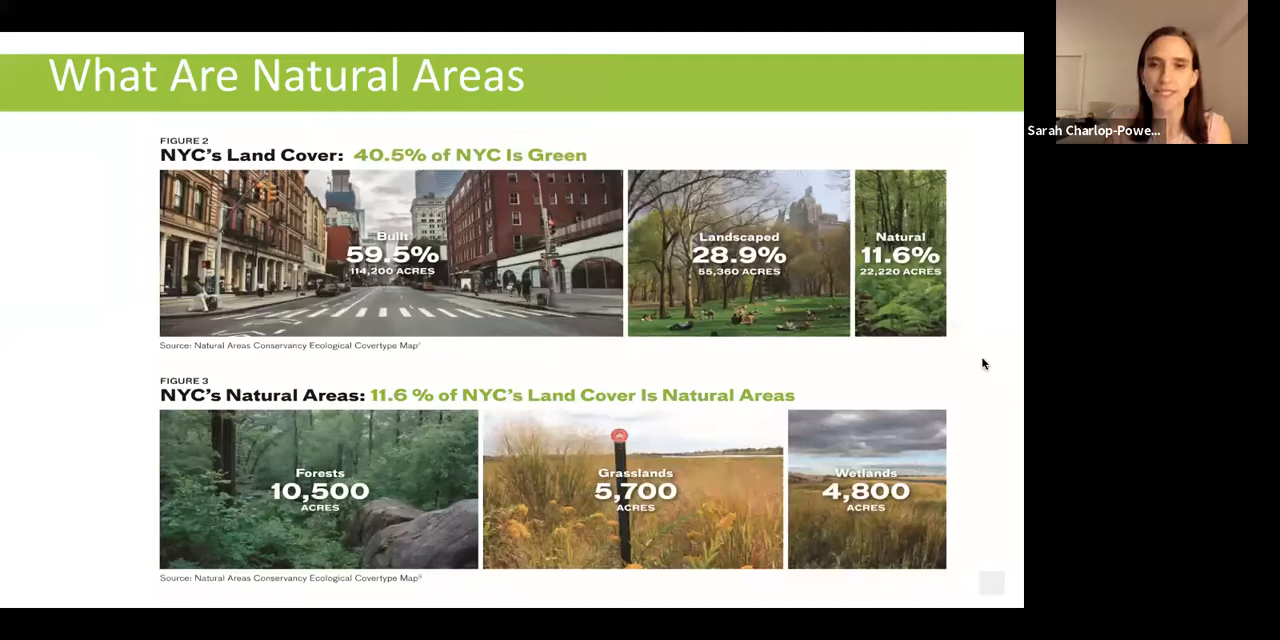 What Are Natural Areas
Sarah Charlop-Powe...
FIGURE 2
NYC's Land Cover: 40.5% of NYC Is Green
Built
59.5%
114,200 ACRES
Landscaped
28.9%
55,360 ACRES
Natural
11.6%
22,220 ACRES
Source: Natural Areas Conservancy Ecological Covertype Map
FIGURE 3
NYC's Natural Areas: 11.6 % of NYC's Land Cover Is Natural Areas
Forests
10,500
ACRES
Grasslands
5,700
ACRES
Wetlands
4,800
ACRES
Source: Natural Areas Conservancy Ecological Covertype Map